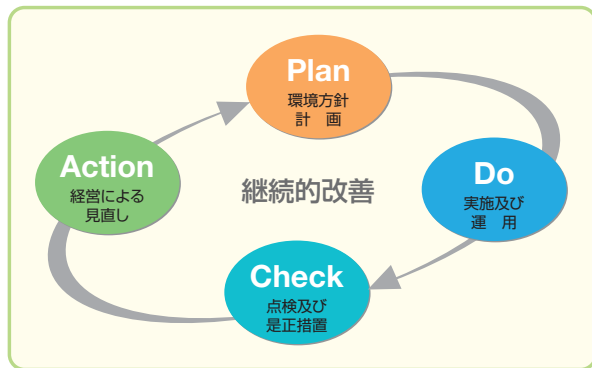 Plan
環境方針
計　画
Do
実施及び
運　用
Check
点検及び
是正措置
Action
経営による
見直し
継続的改善